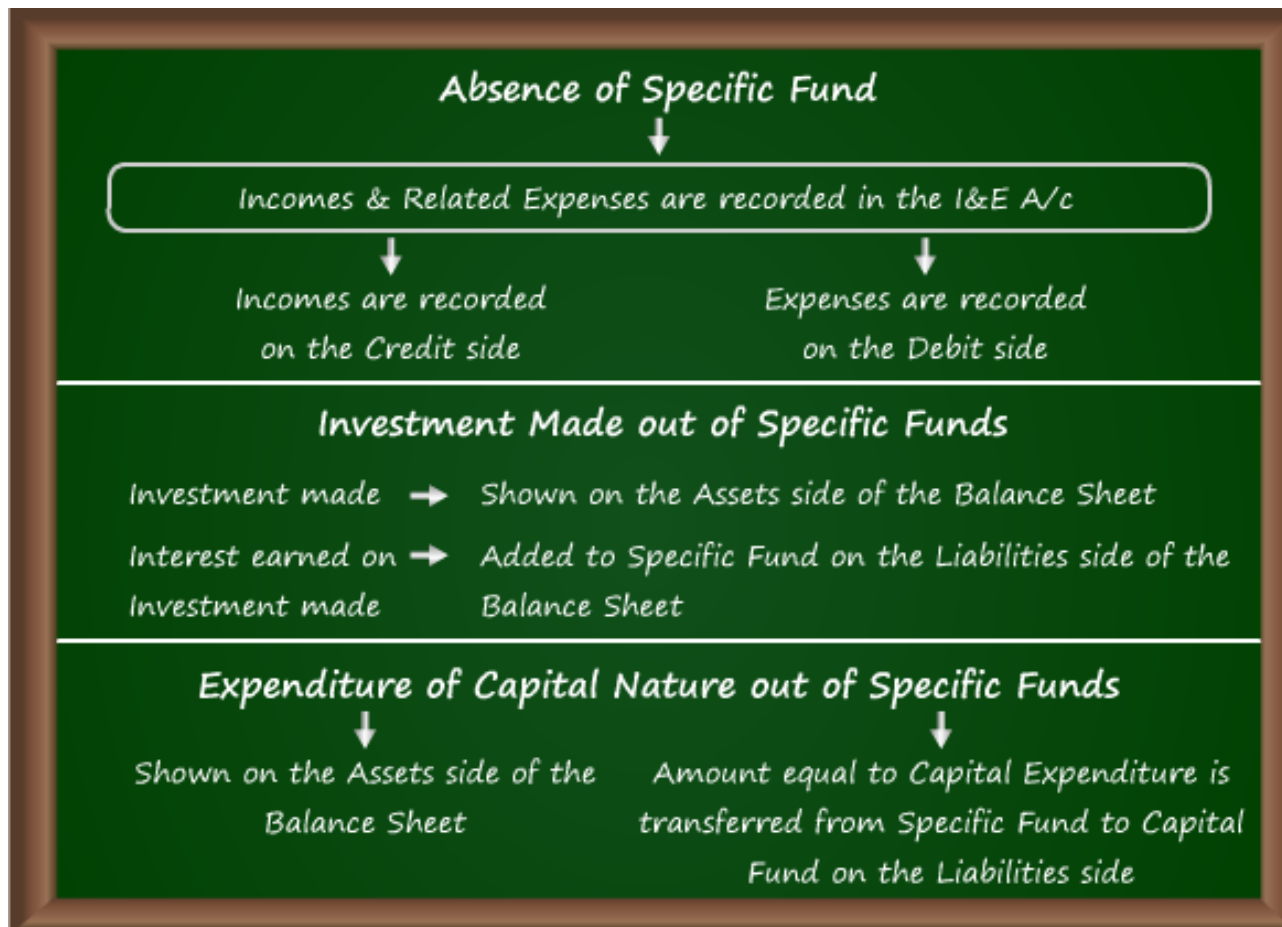 Absence of Specific Fund
Incomes & Related Expenses are recorded in the I&E A/c
Incomes are recorded
on the Credit side
Expenses are recorded
on the Debit side
Investment Made out of Specific Funds
Investment made
Shown on the Assets side of the Balance Sheet
Interest earned on
Investment made
Added to Specific Fund on the Liabilities side of the
Balance Sheet
Expenditure of Capital Nature out of Specific Funds
Shown on the Assets side of the
Balance Sheet
Amount equal to Capital Expenditure is
transferred from Specific Fund to Capital
Fund on the Liabilities side